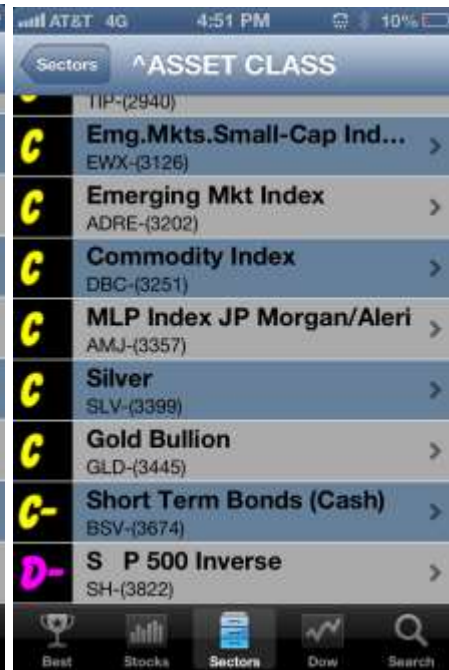 AT&T 4G 4:51 PM 10%
Sectors ^ASSET CLASS
C TIP-(2940)
C Emg.Mkts.Small-Cap Ind...
EWX-(3126)
C Emerging Mkt Index
ADRE-(3202)
C Commodity Index
DBC-(3251)
C MLP Index JP Morgan/Aleri
AMJ-(3357)
C Silver
SLV-(3399)
C Gold Bullion
GLD-(3445)
C- Short Term Bonds (Cash)
BSV-(3674)
D- S P 500 Inverse
SH-(3822)
Best Stocks Sectors Dow Search